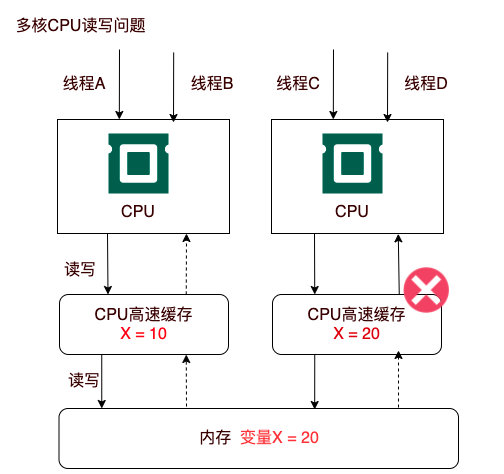 多核CPU读写问题
线程A 线程B 线程C 线程D
CPU CPU
读写
CPU高速缓存 CPU高速缓存
X = 10 X = 20
读写
内存 变量X = 20